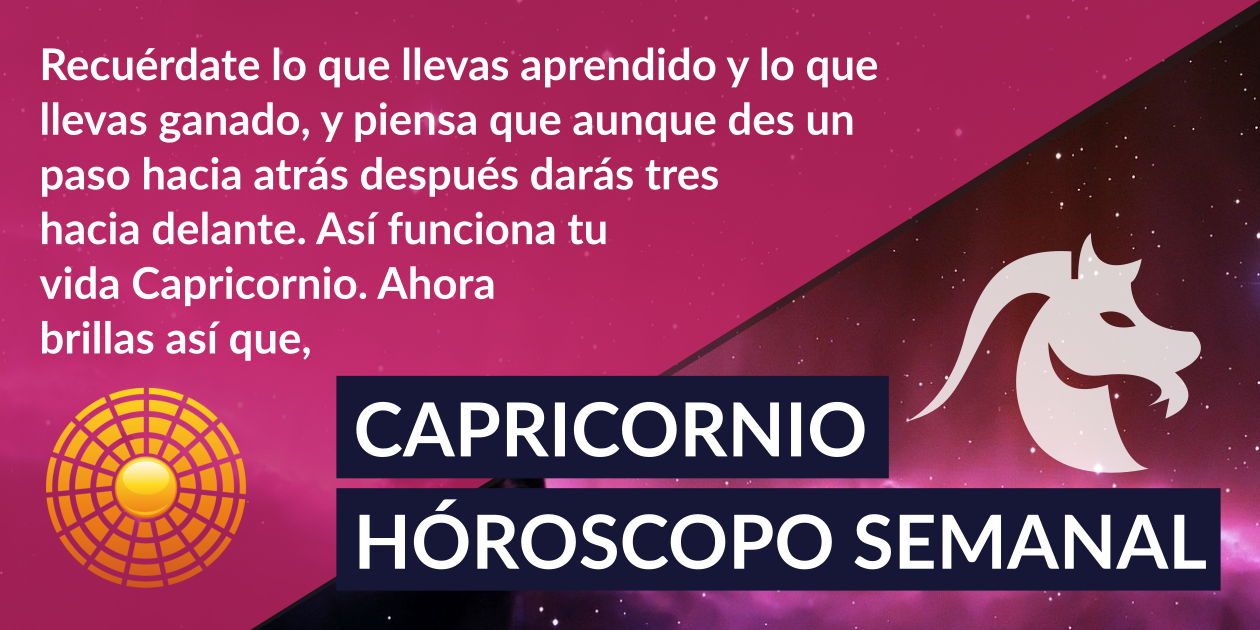 Recuérdate lo que llevas aprendido y lo que
llevas ganado, y piensa que aunque des un
paso hacia atrás después darás tres
hacia delante. Así funciona tu
vida Capricornio. Ahora
brillas así que,
CAPRICORNIO
HÓROSCOPO SEMANAL